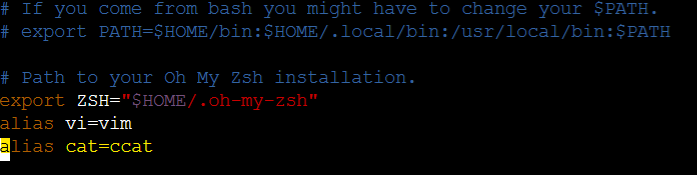 # If you come from bash you might have to change your $PATH.
# export PATH=$HOME/bin:$HOME/.local/bin:/usr/local/bin:$PATH
# Path to your Oh My Zsh installation.
export ZSH="$HOME/.oh-my-zsh"
alias vi=vim
alias cat=ccat